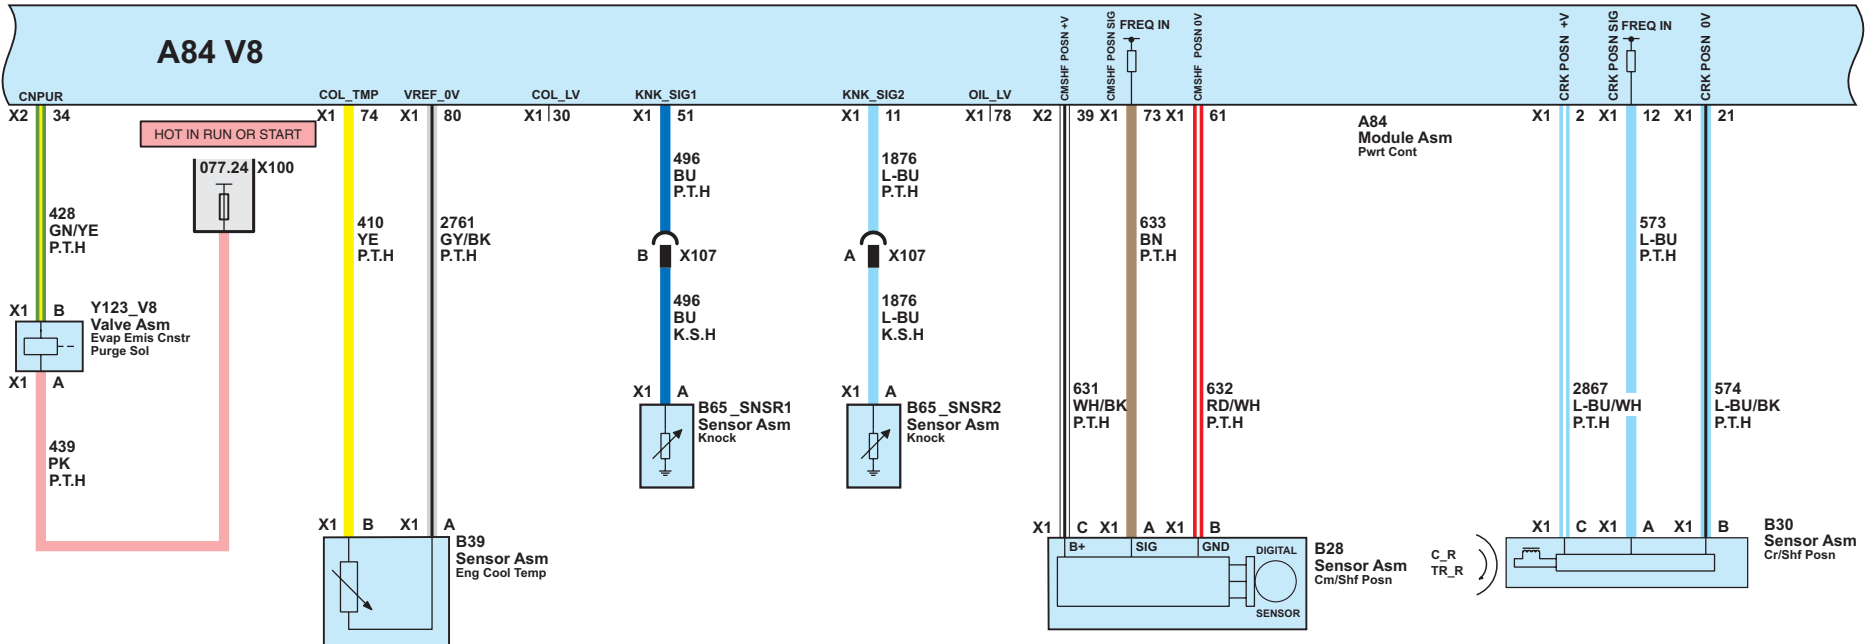 A84 V8
CNPUR
COL_TMP
VREF_0V
COL_LV
KNK_SIG1
KNK_SIG2
OIL_LV
CMSHF POSN +V
CMSHF POSN SIG
FREQ IN
CMSHF POSN 0V
CRK POSN +V
CRK POSN SIG
FREQ IN
CRK POSN 0V
X2 34
X1 74
X1 80
X1 30
X1 51
X1 11
X1 78
X2 39
X1 73
X1 61
A84
Module Asm
Pwrt Cont
X1 2
X1 12
X1 21
HOT IN RUN OR START
077.24 X100
428
GN/YE
P.T.H
410
YE
P.T.H
2761
GY/BK
P.T.H
496
BU
P.T.H
1876
L-BU
P.T.H
633
BN
P.T.H
573
L-BU
P.T.H
B X107
A X107
496
BU
K.S.H
1876
L-BU
K.S.H
X1 B
Y123_V8
Valve Asm
Evap Emis Cnstr
Purge Sol
X1 A
439
PK
P.T.H
X1 A
B65_SNSR1
Sensor Asm
Knock
X1 A
B65_SNSR2
Sensor Asm
Knock
631
WH/BK
P.T.H
632
RD/WH
P.T.H
2867
L-BU/WH
P.T.H
574
L-BU/BK
P.T.H
X1 B
X1 A
B39
Sensor Asm
Eng Cool Temp
X1 C
X1 A
X1 B
B+
SIG
GND
DIGITAL
SENSOR
B28
Sensor Asm
Cm/Shf Posn
C_R
TR_R
X1 C
X1 A
X1 B
B30
Sensor Asm
Cr/Shf Posn